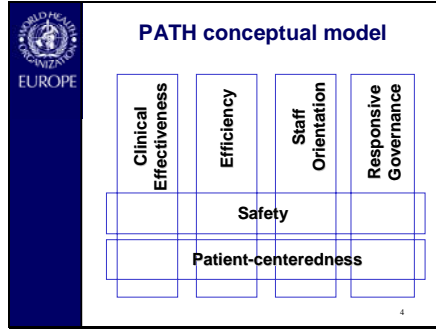 WORLD HEALTH
ORGANIZATION
EUROPE
PATH conceptual model
Clinical
Effectiveness
Efficiency
Staff
Orientation
Responsive
Governance
Safety
Patient-centeredness
4